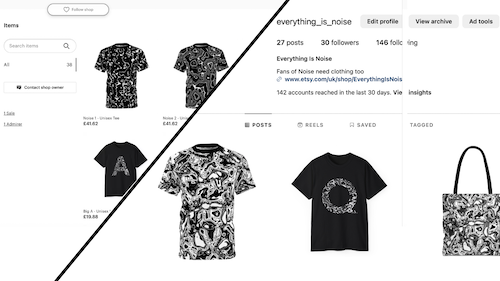 Follow shop
Items
Search items
All 38
Contact shop owner
1 Sale
1 Admirer
Noise 1 - Unisex Tee
£41.62
Noise 2 - Unisex
£41.62
Big A - Unisex
£19.68
A
everything_is_noise
Edit profile View archive Ad tools
27 posts 30 followers 146 following
Everything Is Noise
Fans of Noise need clothing too
www.etsy.com/uk/shop/EverythingIsNois
142 accounts reached in the last 30 days. View insights
POSTS REELS SAVED TAGGED
O